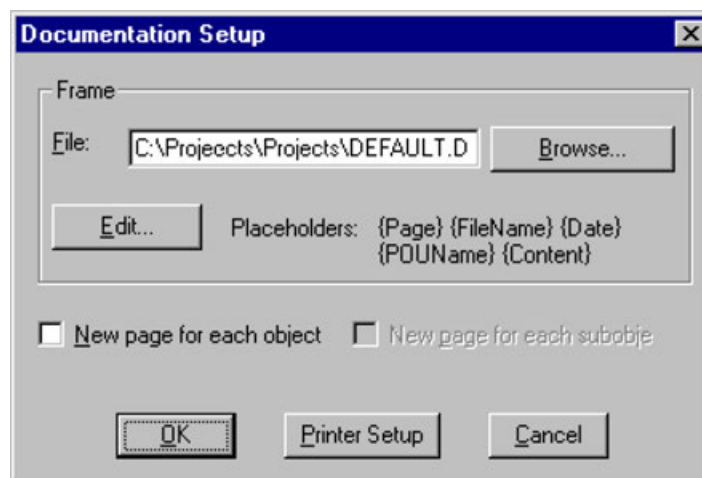 Documentation Setup
Frame
File: C:\Projeccts\Projects\DEFAULT.D Browse...
Edit... Placeholders: {Page} {FileName} {Date}
{POUName} {Content}
New page for each object New page for each subobje
OK Printer Setup Cancel